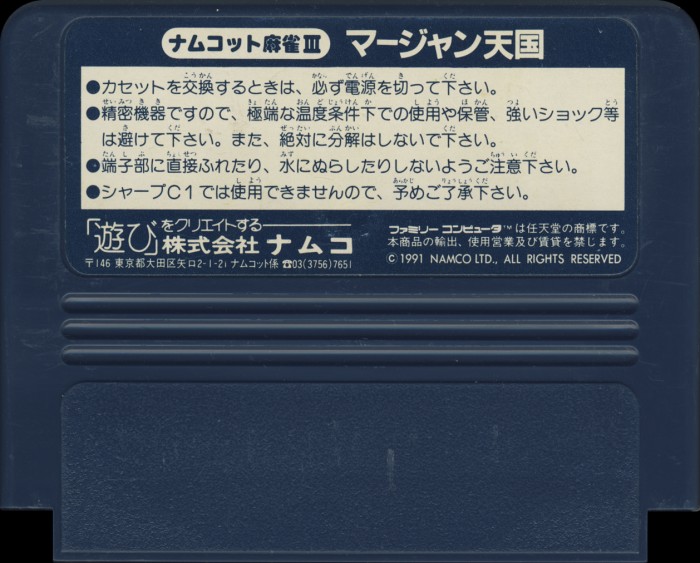 ナムコット麻雀Ⅲ マージャン天国
●カセットを交換するときは、必ず電源を切って下さい。
●精密機器ですので、極端な温度条件下での使用や保管、強いショック等
は避けて下さい。また、絶対に分解はしないで下さい。
●端子部に直接ふれたり、水にぬらしたりしないようご注意下さい。
●シャープC1では使用できませんので、予めご了承下さい。
「遊び」をクリエイトする
株式会社 ナムコ
〒146 東京都大田区矢口2-1-21 ナムコット係 ☎03(3756)7651
ファミリーコンピュータ™は任天堂の商標です。
本商品の輸出、使用営業及び賃貸を禁じます。
© 1991 NAMCO LTD., ALL RIGHTS RESERVED